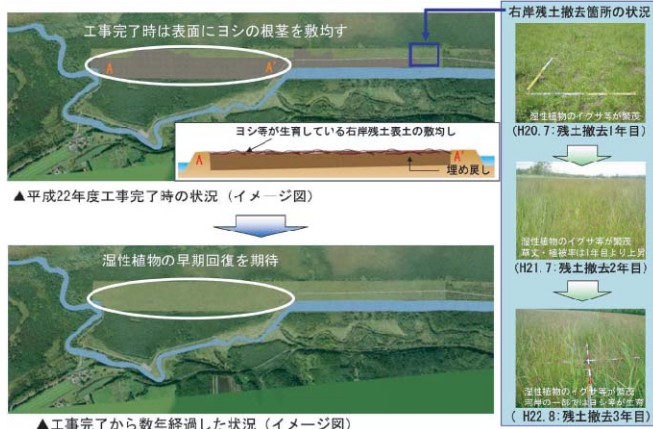 工事完了時は表面にヨシの根茎を敷均す
A
A'
ヨシ等が生育している右岸残土表土の敷均し
A
A'
埋め戻し
▲平成22年度工事完了時の状況（イメージ図）
湿性植物の早期回復を期待
▲工事完了から数年経過した状況（イメージ図）
右岸残土撤去箇所の状況
湿性植物のイグサ等が繁茂
(H20.7:残土撤去1年目)
湿性植物のイグサ等が繁茂
草丈・植被率は1年目より上昇
(H21.7:残土撤去2年目)
湿性植物のイグサ等が繁茂
河岸の一部ではヨシ等が生育
( H22.8:残土撤去3年目)